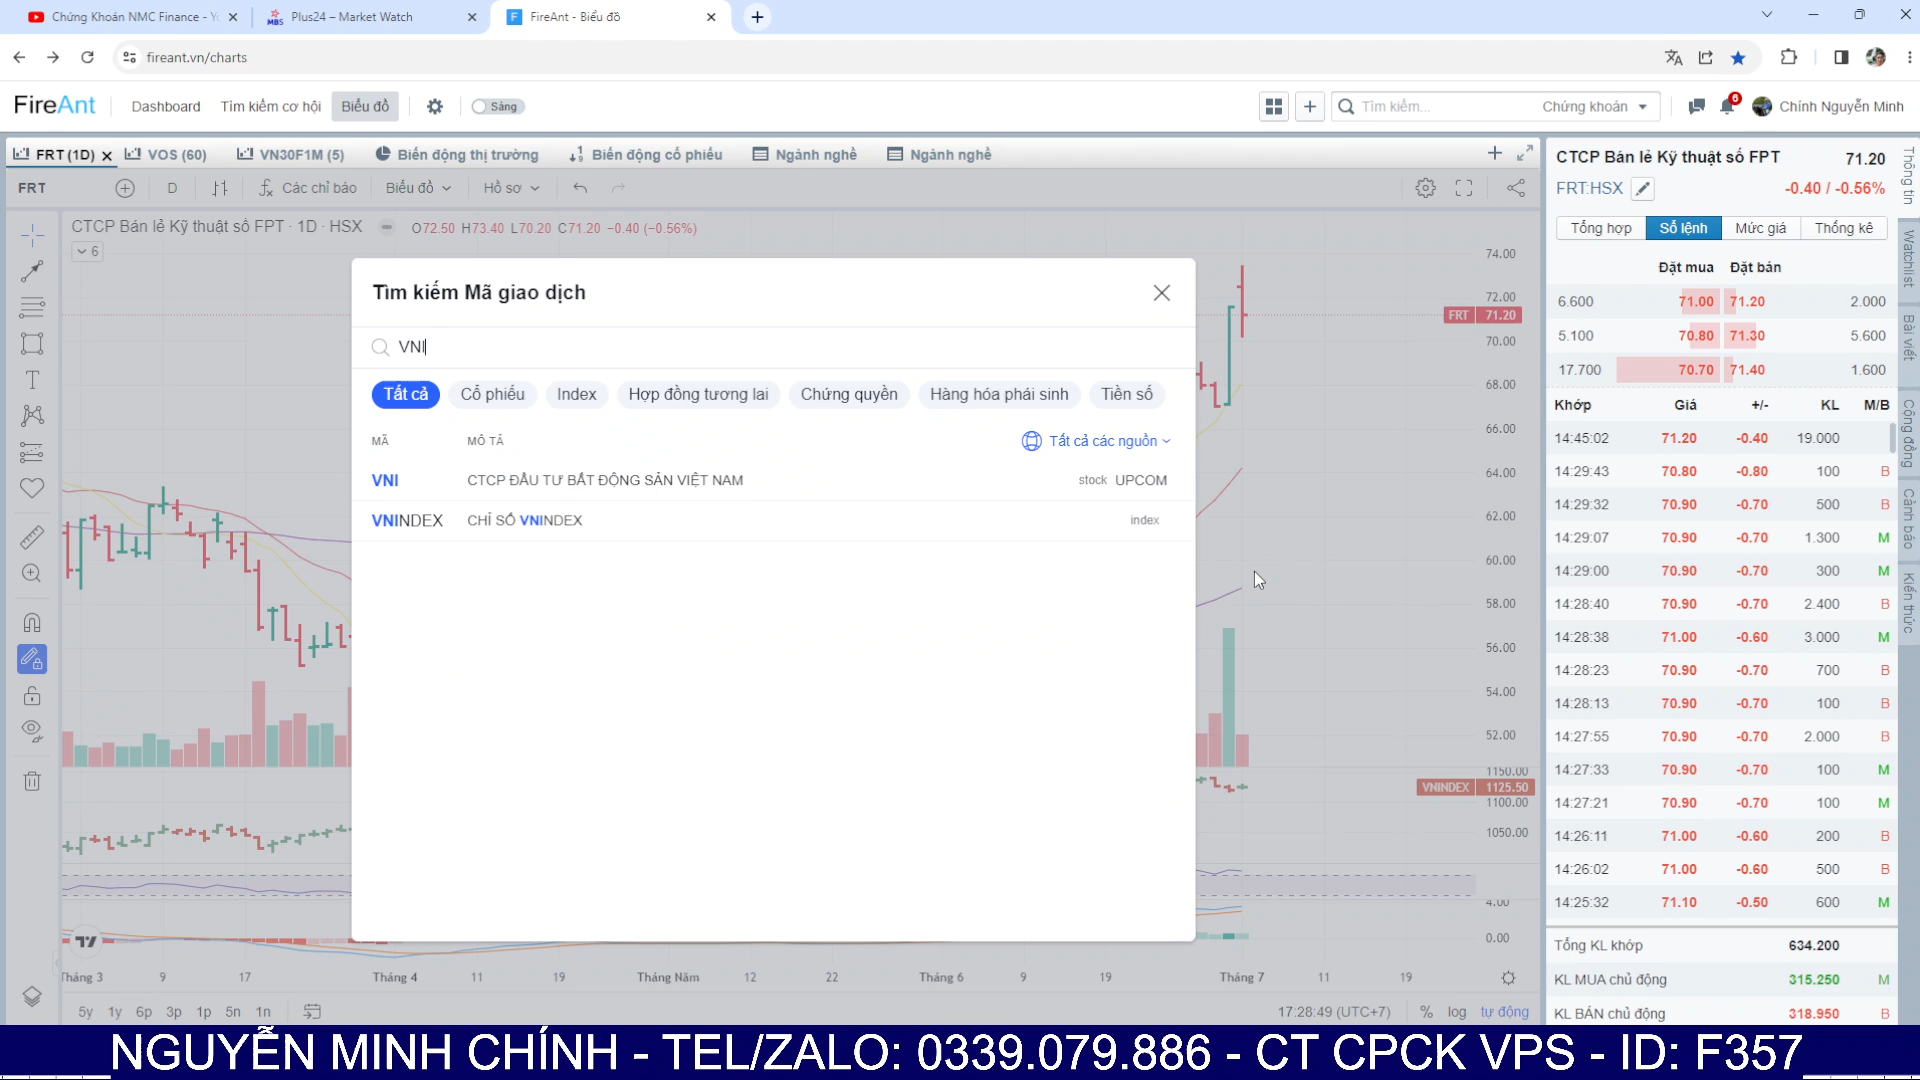 Chứng Khoán NMC Finance - Yo
Plus24 – Market Watch
FireAnt - Biểu đồ
fireant.vn/charts
FireAnt
Dashboard
Tìm kiếm cơ hội
Biểu đồ
Sáng
Tìm kiếm...
Chứng khoán
6
Chính Nguyễn Minh
FRT (1D)
VOS (60)
VN30F1M (5)
Biến động thị trường
Biến động cổ phiếu
Ngành nghề
Ngành nghề
FRT
D
Các chỉ báo
Biểu đồ
Hồ sơ
CTCP Bán lẻ Kỹ thuật số FPT · 1D · HSX
O72.50 H73.40 L70.20 C71.20 −0.40 (−0.56%)
6
Tìm kiếm Mã giao dịch
VNI
Tất cả
Cổ phiếu
Index
Hợp đồng tương lai
Chứng quyền
Hàng hóa phái sinh
Tiền số
MÃ
MÔ TẢ
Tất cả các nguồn
VNI CTCP ĐẦU TƯ BẤT ĐỘNG SẢN VIỆT NAM stock UPCOM
VNINDEX CHỈ SỐ VNINDEX index
74.00
72.00
FRT 71.20
70.00
68.00
66.00
64.00
62.00
60.00
58.00
56.00
54.00
52.00
1150.00
VNINDEX 1125.50
1100.00
1050.00
4.00
0.00
Tháng 3 9 17 Tháng 4 11 19 Tháng Năm 12 22 Tháng 6 9 19 Tháng 7 11 19
5y 1y 6p 3p 1p 5n 1n
17:28:49 (UTC+7)
% log tự động
CTCP Bán lẻ Kỹ thuật số FPT 71.20
FRT:HSX -0.40 / -0.56%
Tổng hợp Sổ lệnh Mức giá Thống kê
Đặt mua Đặt bán
6.600 71.00 71.20 2.000
5.100 70.80 71.30 5.600
17.700 70.70 71.40 1.600
Khớp Giá +/- KL M/B
14:45:02 71.20 -0.40 19.000
14:29:43 70.80 -0.80 100 B
14:29:32 70.90 -0.70 500 B
14:29:07 70.90 -0.70 1.300 M
14:29:00 70.90 -0.70 300 M
14:28:40 70.90 -0.70 2.400 B
14:28:38 71.00 -0.60 3.000 M
14:28:23 70.90 -0.70 700 B
14:28:13 70.90 -0.70 100 B
14:27:55 70.90 -0.70 2.000 B
14:27:33 70.90 -0.70 100 M
14:27:21 70.90 -0.70 100 M
14:26:11 71.00 -0.60 200 B
14:26:02 71.00 -0.60 500 B
14:25:32 71.10 -0.50 600 M
Tổng KL khớp 634.200
KL MUA chủ động 315.250 M
KL BÁN chủ động 318.950 B
Thông tin
Watchlist
Bài viết
Cộng đồng
Cảnh báo
Kiến thức
NGUYỄN MINH CHÍNH - TEL/ZALO: 0339.079.886 - CT CPCK VPS - ID: F357